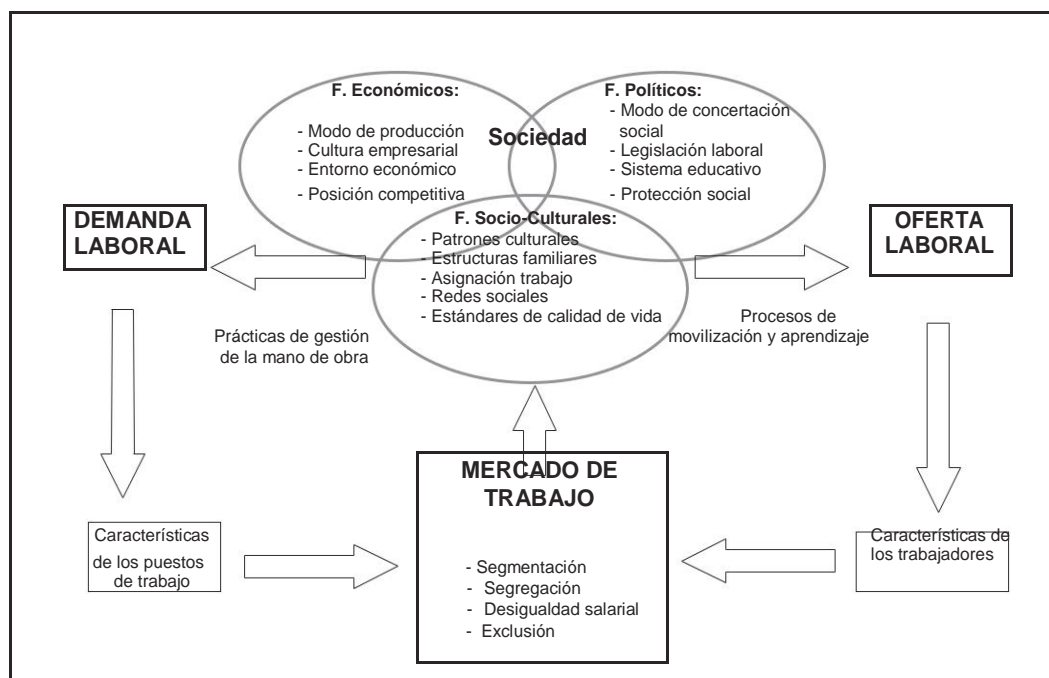 F. Económicos:
- Modo de producción
- Cultura empresarial
- Entorno económico
- Posición competitiva
Sociedad
F. Políticos:
- Modo de concertación
social
- Legislación laboral
- Sistema educativo
- Protección social
F. Socio-Culturales:
- Patrones culturales
- Estructuras familiares
- Asignación trabajo
- Redes sociales
- Estándares de calidad de vida
DEMANDA
LABORAL
OFERTA
LABORAL
Prácticas de gestión
de la mano de obra
Procesos de
movilización y aprendizaje
Características
de los puestos
de trabajo
MERCADO DE
TRABAJO
- Segmentación
- Segregación
- Desigualdad salarial
- Exclusión
Características de
los trabajadores